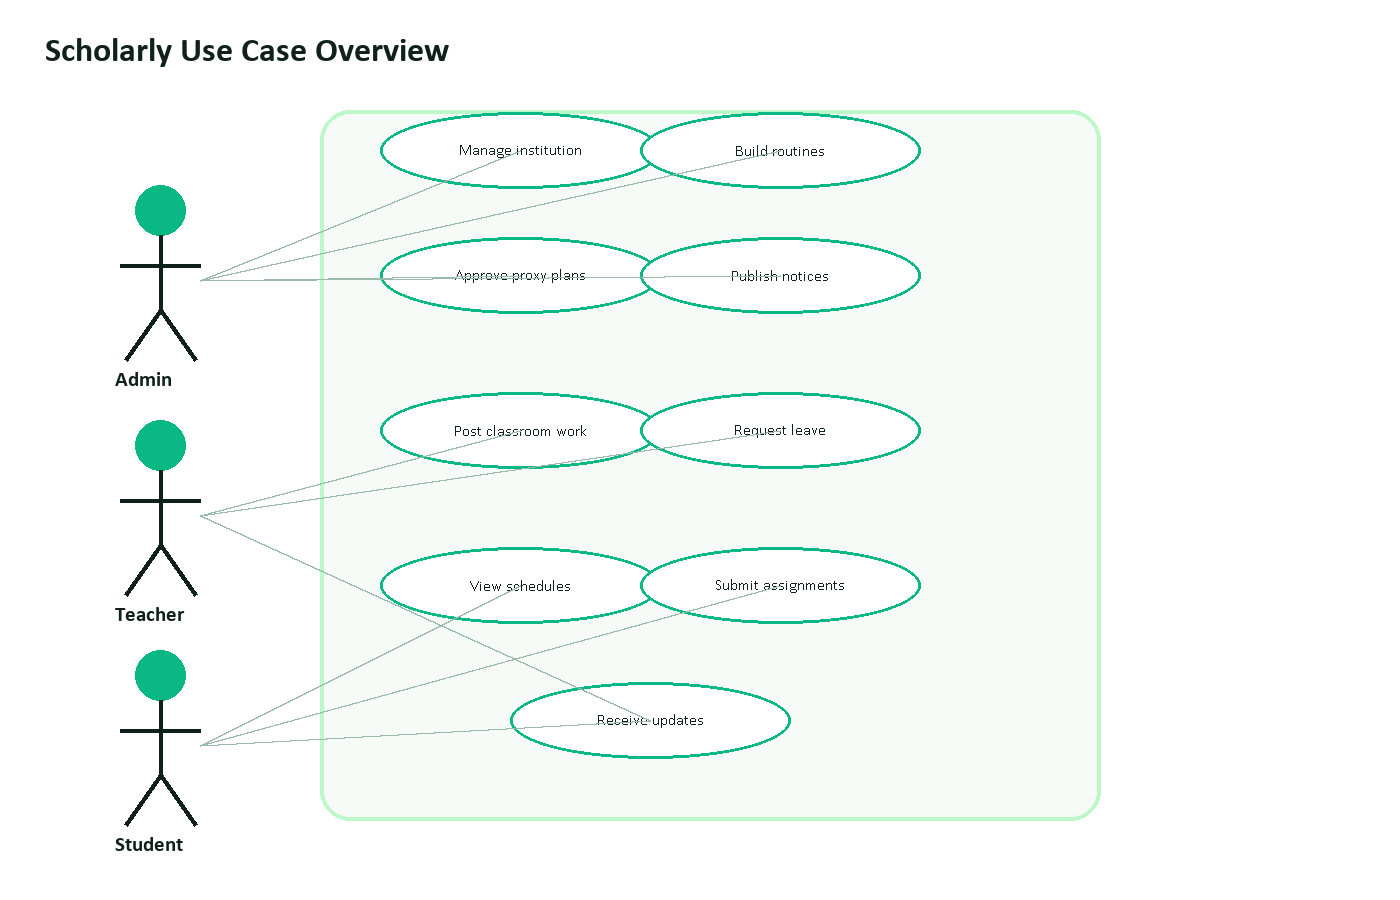 Scholarly Use Case Overview
Manage institution
Build routines
Approve proxy plans
Publish notices
Admin
Post classroom work
Request leave
View schedules
Submit assignments
Teacher
Receive updates
Student